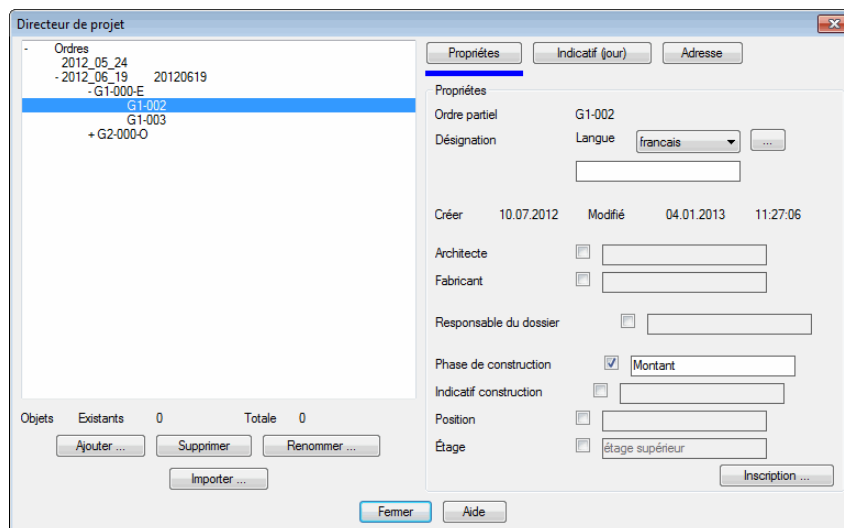 Directeur de projet
- Ordres
2012_05_24
- 2012_06_19 20120619
- G1-000-E
G1-002
G1-003
+ G2-000-O
Objets Existants 0 Totale 0
Ajouter ... Supprimer Renommer ...
Importer ...
Propriétes Indicatif (jour) Adresse
Propriétes
Ordre partiel G1-002
Désignation Langue francais ...
Créer 10.07.2012 Modifié 04.01.2013 11:27:06
Architecte
Fabricant
Responsable du dossier
Phase de construction Montant
Indicatif construction
Position
Étage étage supérieur
Inscription ...
Fermer Aide